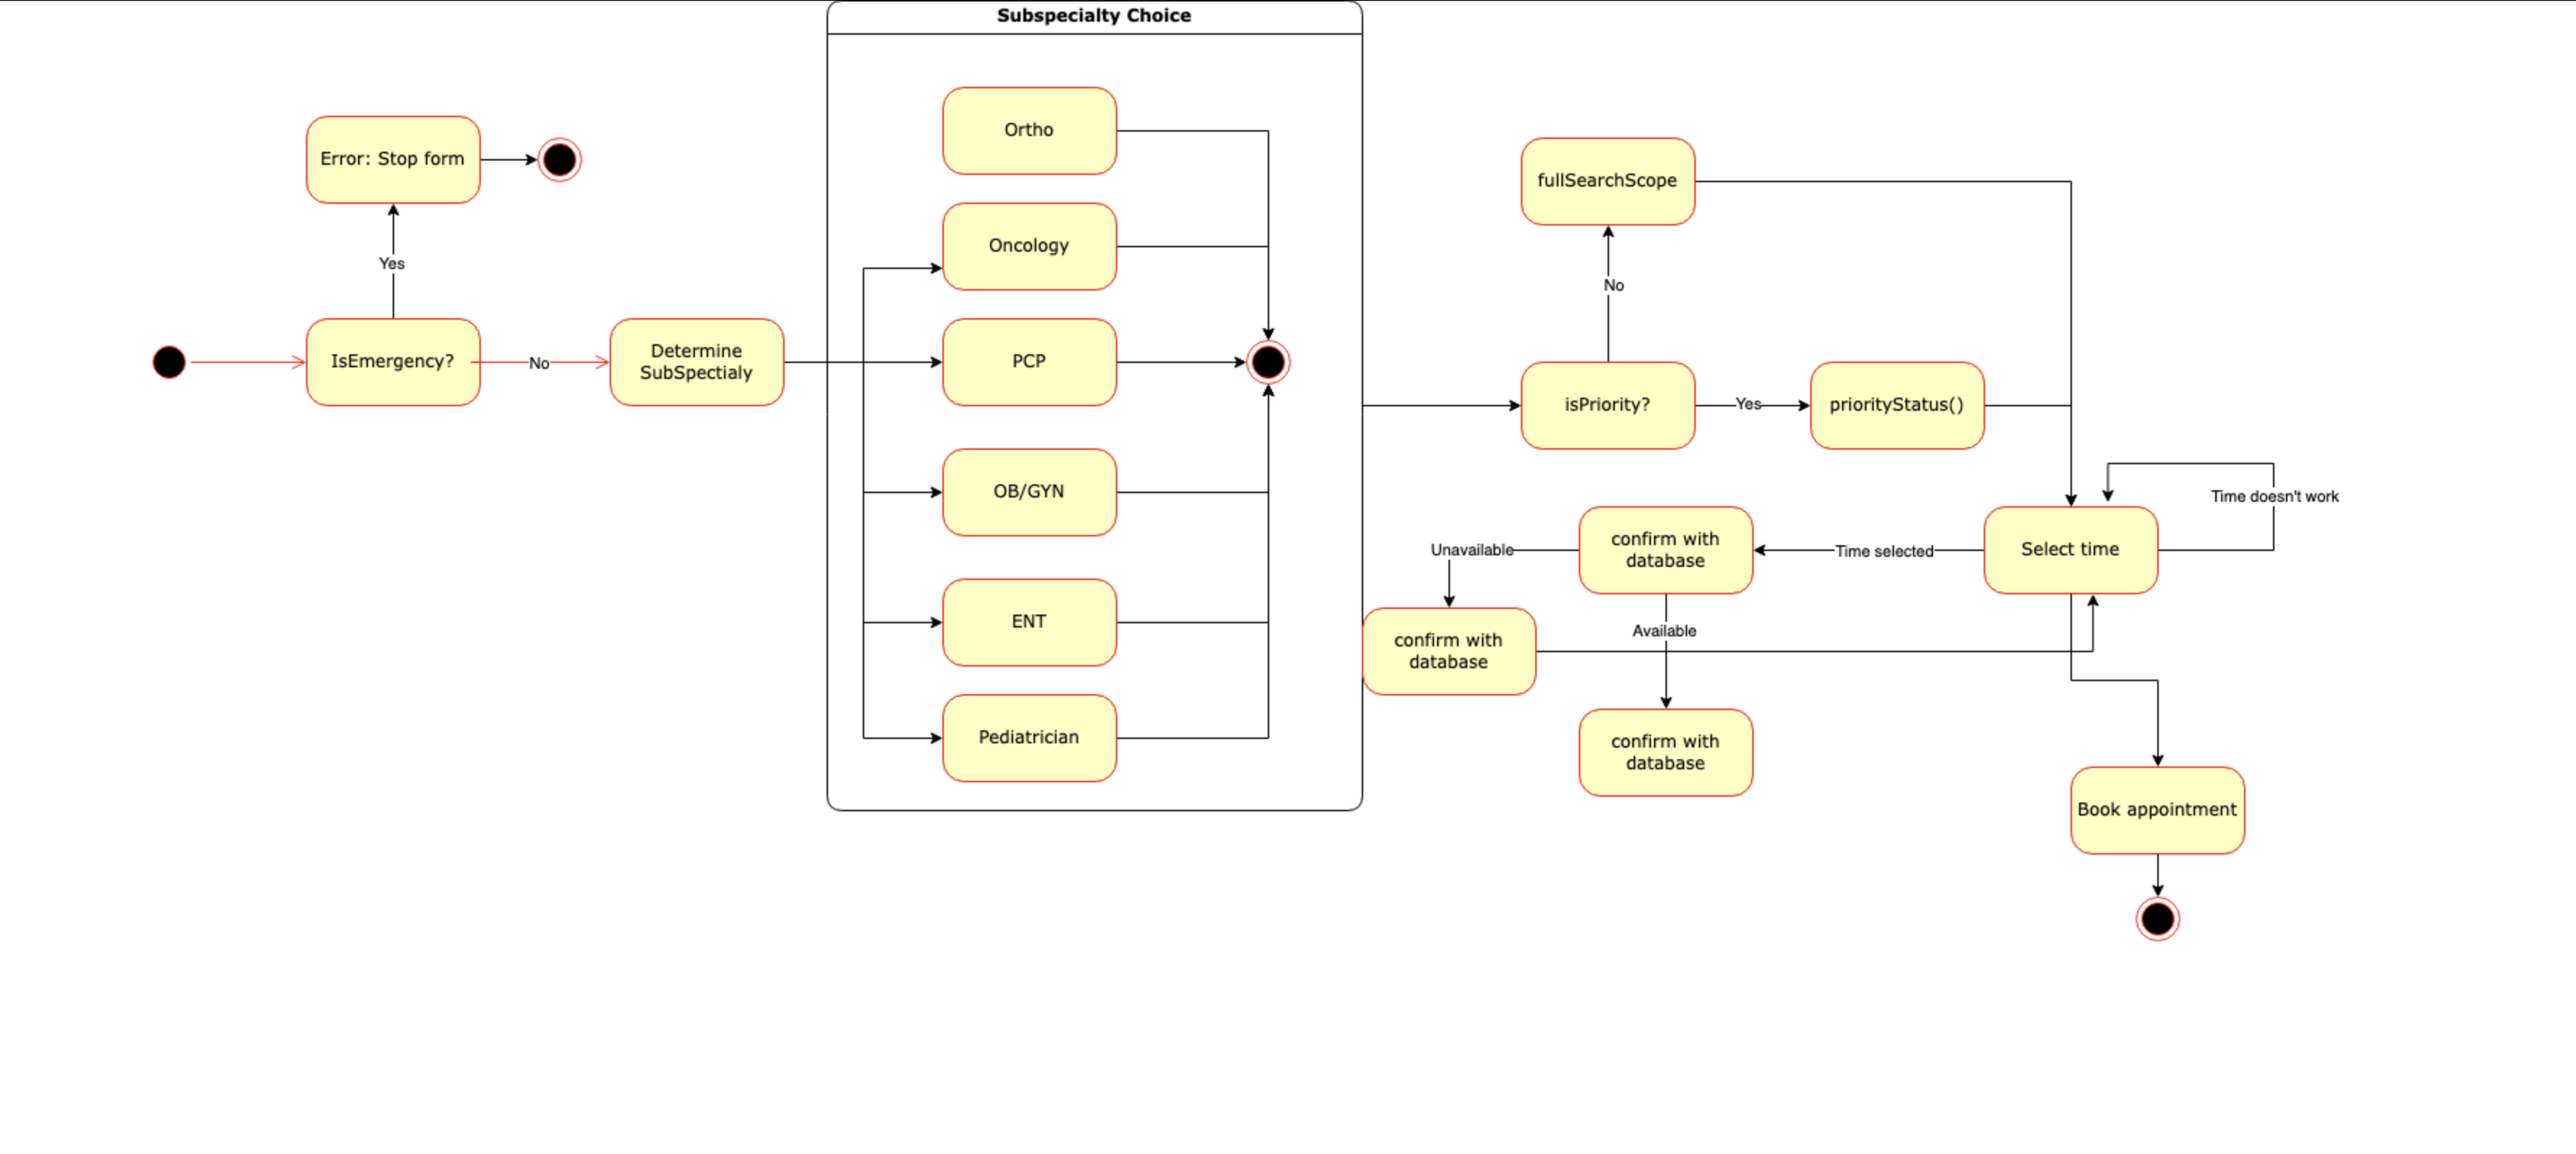 Subspecialty Choice
Ortho
Error: Stop form
fullSearchScope
Oncology
Yes
No
IsEmergency?
No
Determine
SubSpectialy
PCP
isPriority?
Yes
priorityStatus()
OB/GYN
Time doesn't work
Unavailable
confirm with
database
Time selected
Select time
ENT
Available
confirm with
database
Pediatrician
confirm with
database
Book appointment